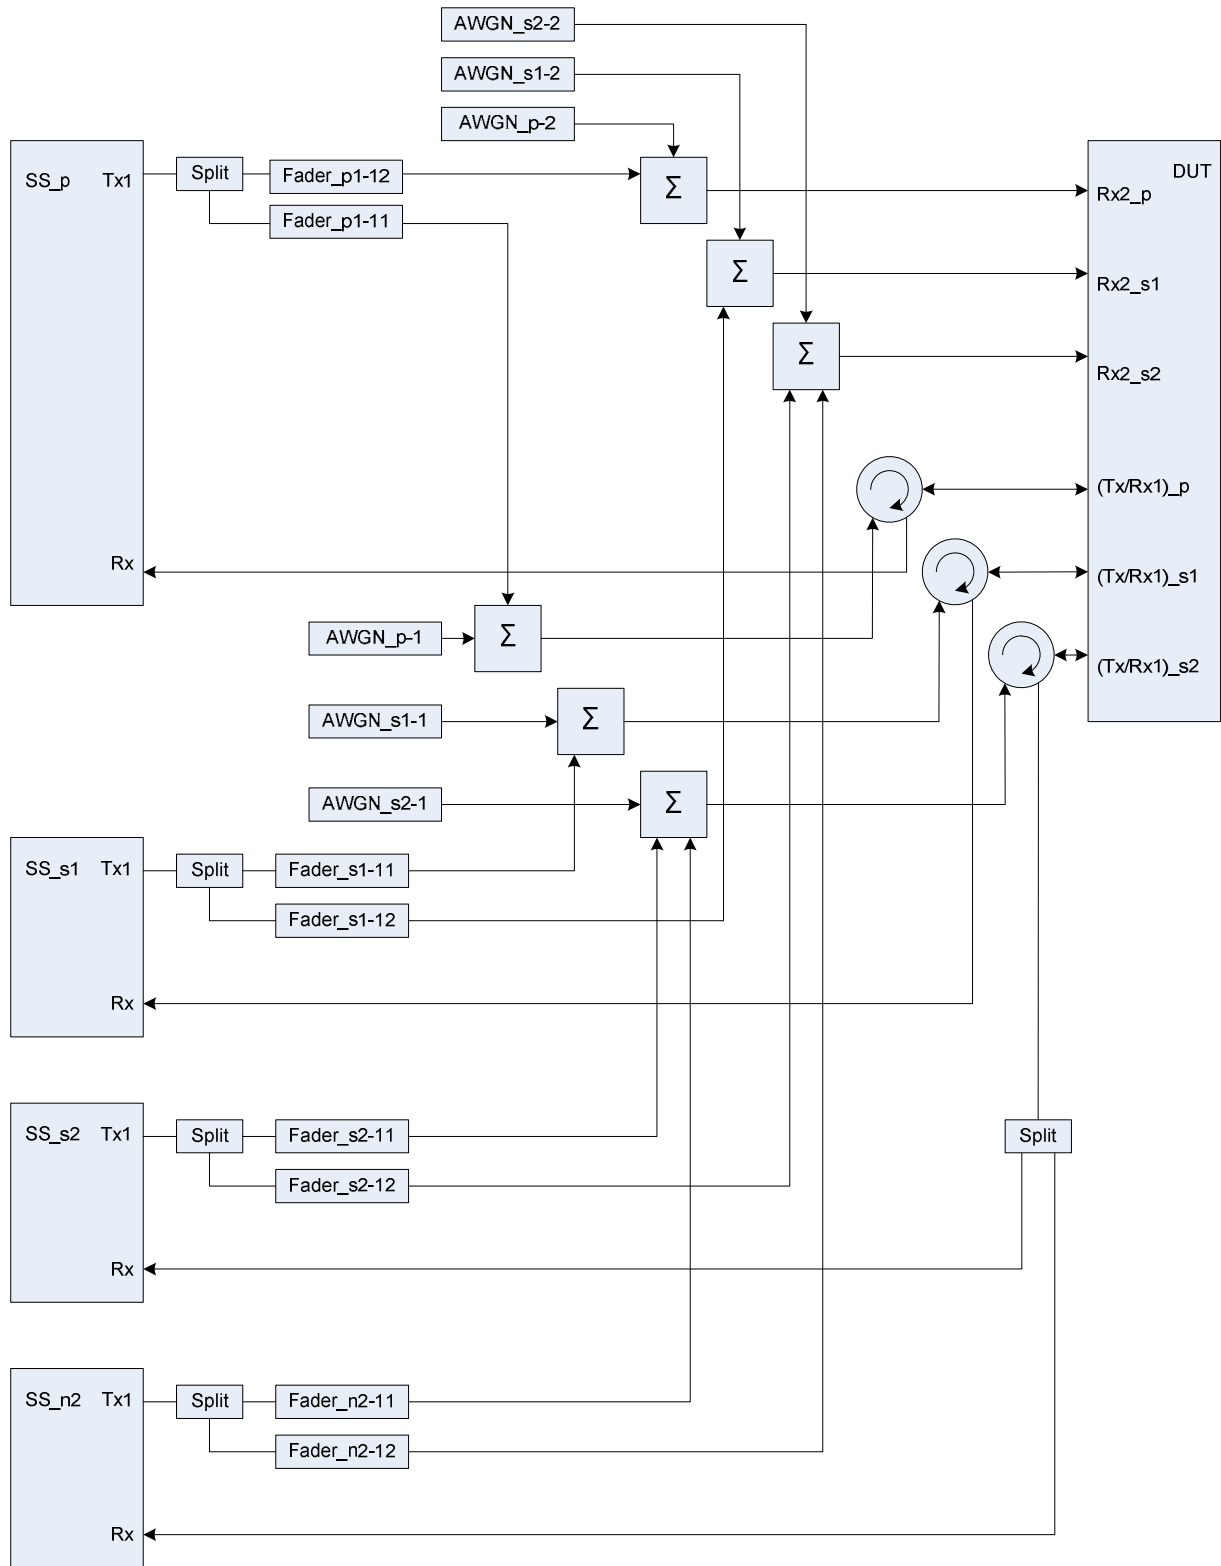 AWGN_s2-2
AWGN_s1-2
AWGN_p-2
SS_p Tx1
Split
Fader_p1-12
Σ
DUT
Rx2_p
Fader_p1-11
Σ
Rx2_s1
Σ
Rx2_s2
(Tx/Rx1)_p
Rx
(Tx/Rx1)_s1
AWGN_p-1
Σ
(Tx/Rx1)_s2
AWGN_s1-1
Σ
AWGN_s2-1
Σ
SS_s1 Tx1
Split
Fader_s1-11
Fader_s1-12
Rx
SS_s2 Tx1
Split
Fader_s2-11
Split
Fader_s2-12
Rx
SS_n2 Tx1
Split
Fader_n2-11
Fader_n2-12
Rx